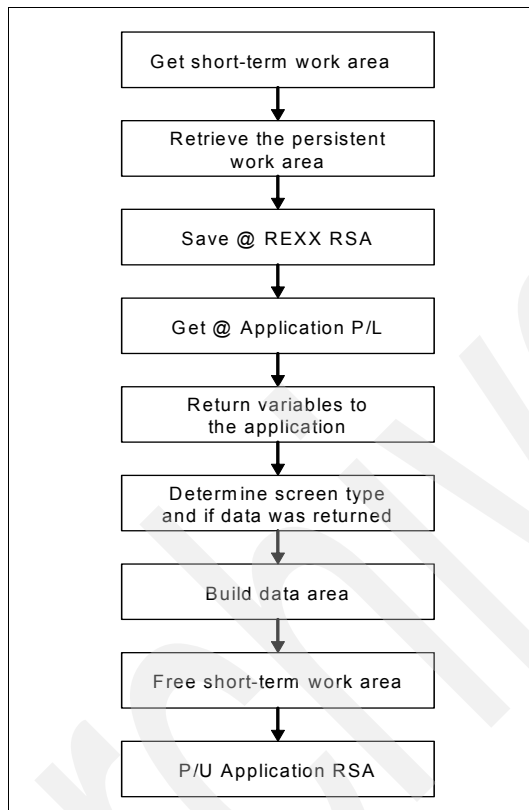 Get short-term work area
Retrieve the persistent
work area
Save @ REXX RSA
Get @ Application P/L
Return variables to
the application
Determine screen type
and if data was returned
Build data area
Free short-term work area
P/U Application RSA